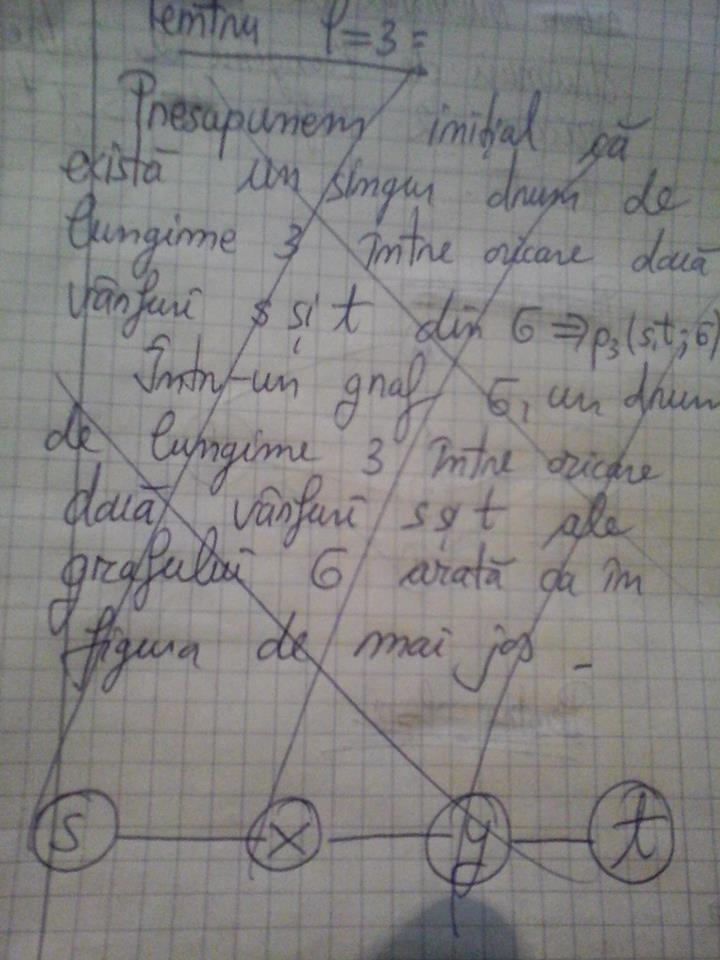 Pentru l=3:
Presupunem inițial că
există un singur drum de
lungime 3 între oricare două
vârfuri s și t din G ⇒ p₃(s,t;G)
Într-un graf G, un drum
de lungime 3 între oricare
două vârfuri s și t ale
grafului G arată ca în
figura de mai jos
s x y t